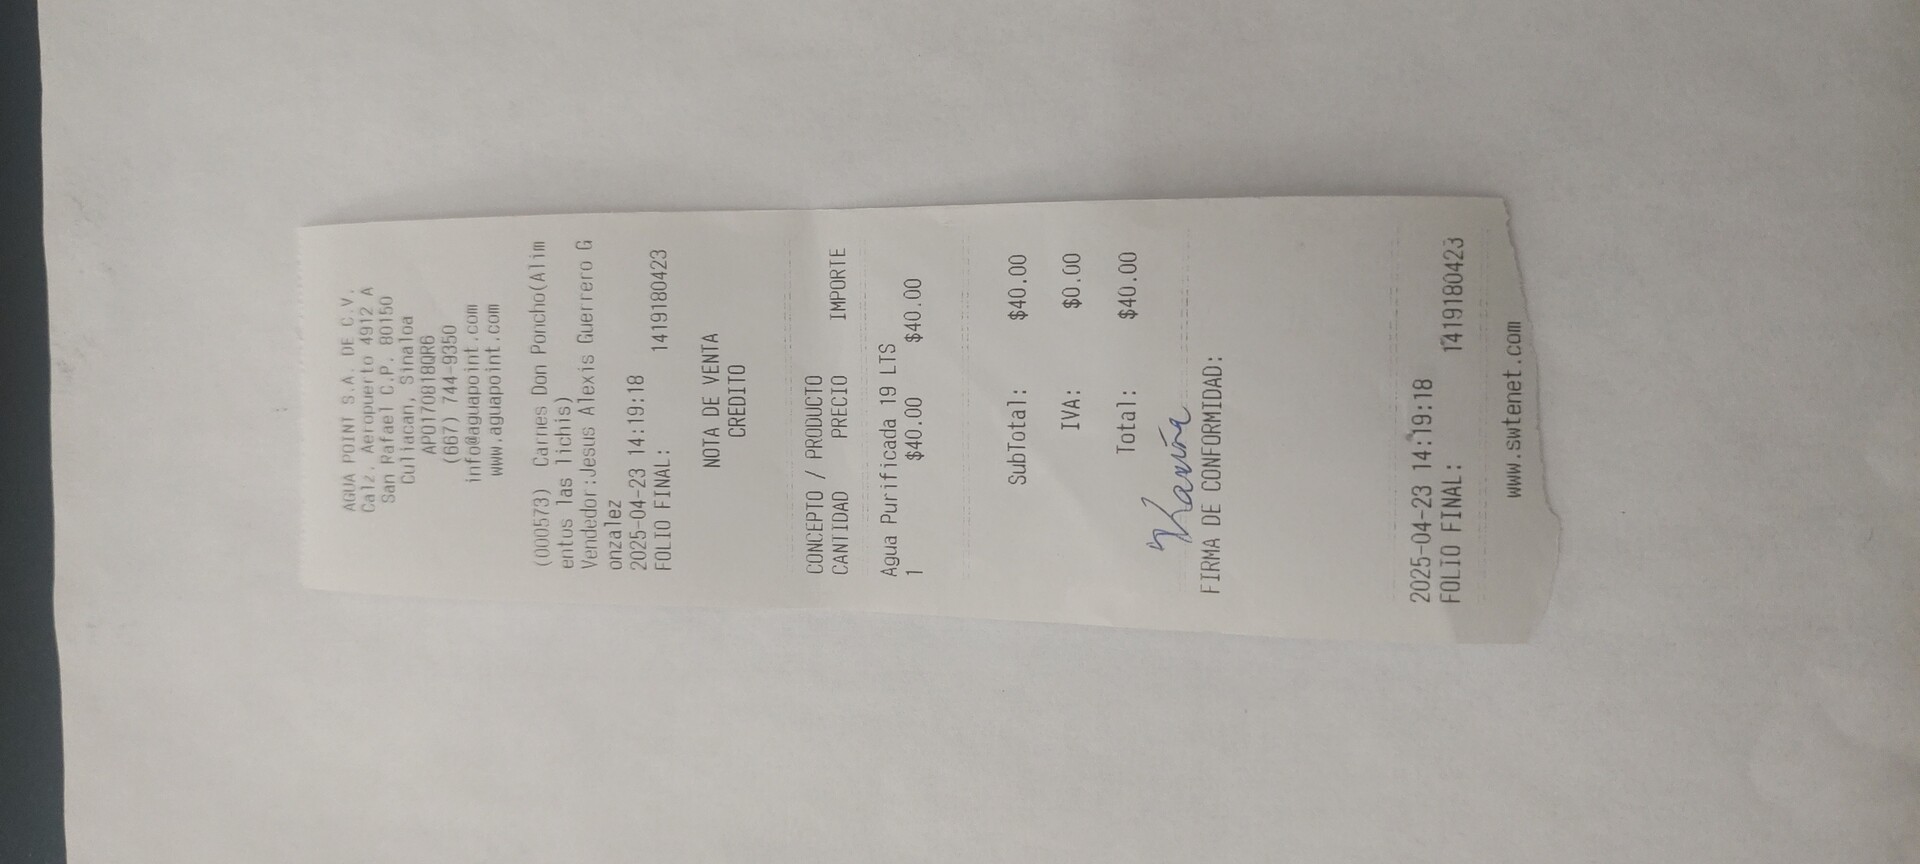 AGUA POINT S.A. DE C.V.
Calz. Aeropuerto 4912 A
San Rafael C.P. 80150
Culiacan, Sinaloa
APO170818QR6
(667) 744-9350
info@aguapoint.com
www.aguapoint.com
(000573) Carnes Don Poncho(Alim
entos las lichis)
Vendedor:Jesus Alexis Guerrero G
onzalez
2025-04-23 14:19:18
FOLIO FINAL: 1419180423
NOTA DE VENTA
CREDITO
CONCEPTO / PRODUCTO
CANTIDAD PRECIO IMPORTE
Agua Purificada 19 LTS
1 $40.00 $40.00
SubTotal: $40.00
IVA: $0.00
Total: $40.00
Karina
FIRMA DE CONFORMIDAD:
2025-04-23 14:19:18
FOLIO FINAL: 1419180423
www.swtenet.com